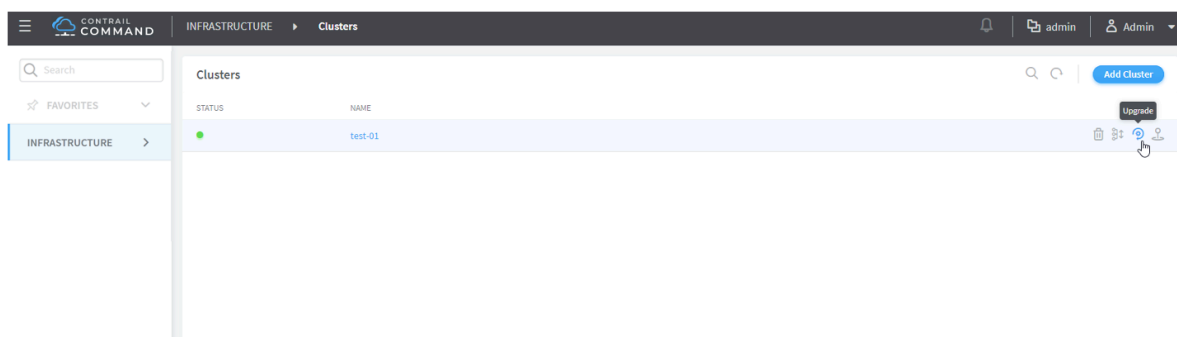 CONTRAIL
COMMAND
INFRASTRUCTURE
Clusters
admin
Admin
Search
Clusters
Add Cluster
FAVORITES
STATUS
NAME
Upgrade
INFRASTRUCTURE
test-01